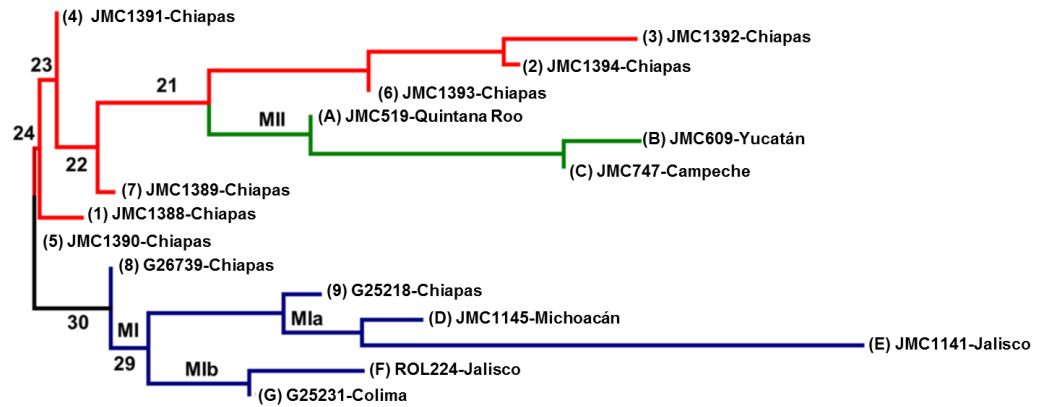 (4) JMC1391-Chiapas
(3) JMC1392-Chiapas
23
(2) JMC1394-Chiapas
21
(6) JMC1393-Chiapas
(A) JMC519-Quintana Roo
MII
24
(B) JMC609-Yucatán
22
(C) JMC747-Campeche
(7) JMC1389-Chiapas
(1) JMC1388-Chiapas
(5) JMC1390-Chiapas
(8) G26739-Chiapas
(9) G25218-Chiapas
30
MI
MIa
(D) JMC1145-Michoacán
(E) JMC1141-Jalisco
29
MIb
(F) ROL224-Jalisco
(G) G25231-Colima